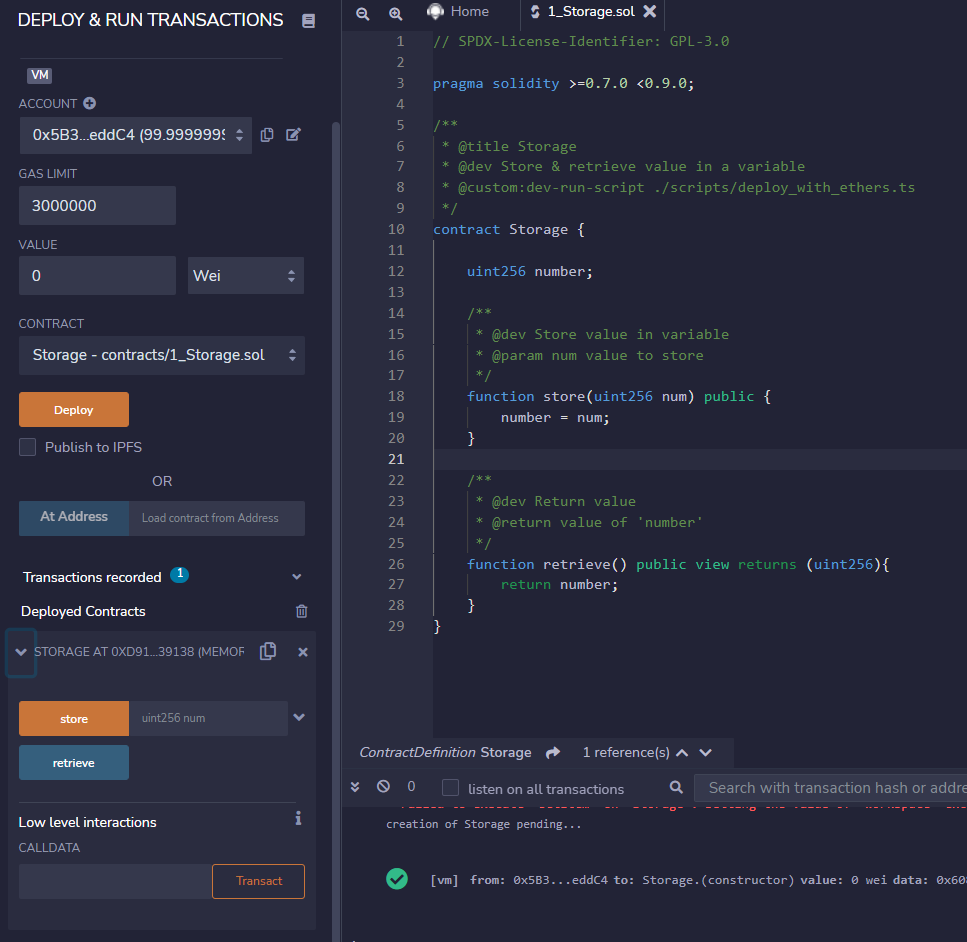 DEPLOY & RUN TRANSACTIONS
VM
ACCOUNT
0x5B3...eddC4 (99.9999999
GAS LIMIT
3000000
VALUE
0
Wei
CONTRACT
Storage - contracts/1_Storage.sol
Deploy
Publish to IPFS
OR
At Address
Load contract from Address
Transactions recorded 1
Deployed Contracts
STORAGE AT 0XD91...39138 (MEMOR
store
uint256 num
retrieve
Low level interactions
i
CALLDATA
Transact
Home
1_Storage.sol
1 // SPDX-License-Identifier: GPL-3.0
2
3 pragma solidity >=0.7.0 <0.9.0;
4
5 /**
6 * @title Storage
7 * @dev Store & retrieve value in a variable
8 * @custom:dev-run-script ./scripts/deploy_with_ethers.ts
9 */
10 contract Storage {
11
12 uint256 number;
13
14 /**
15 * @dev Store value in variable
16 * @param num value to store
17 */
18 function store(uint256 num) public {
19 number = num;
20 }
21
22 /**
23 * @dev Return value
24 * @return value of 'number'
25 */
26 function retrieve() public view returns (uint256){
27 return number;
28 }
29 }
ContractDefinition Storage 1 reference(s)
0 listen on all transactions
Search with transaction hash or addre
creation of Storage pending...
[vm] from: 0x5B3...eddC4 to: Storage.(constructor) value: 0 wei data: 0x608